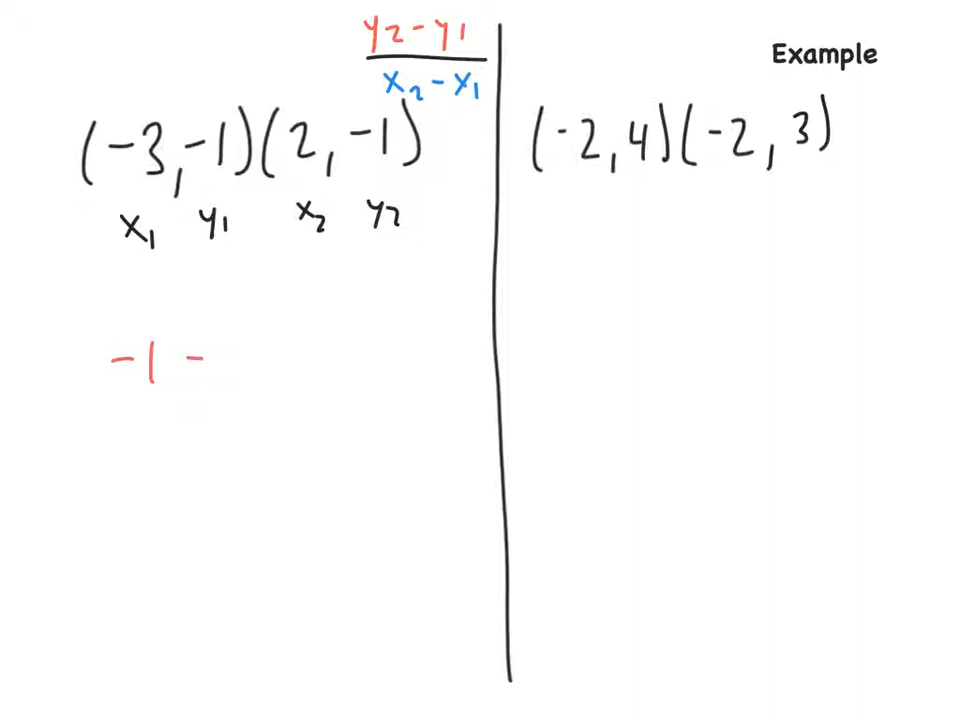 y2 - y1
x2 - x1
Example
(-3, -1) (2, -1)
x1 y1 x2 y2
(-2, 4) (-2, 3)
-1 -